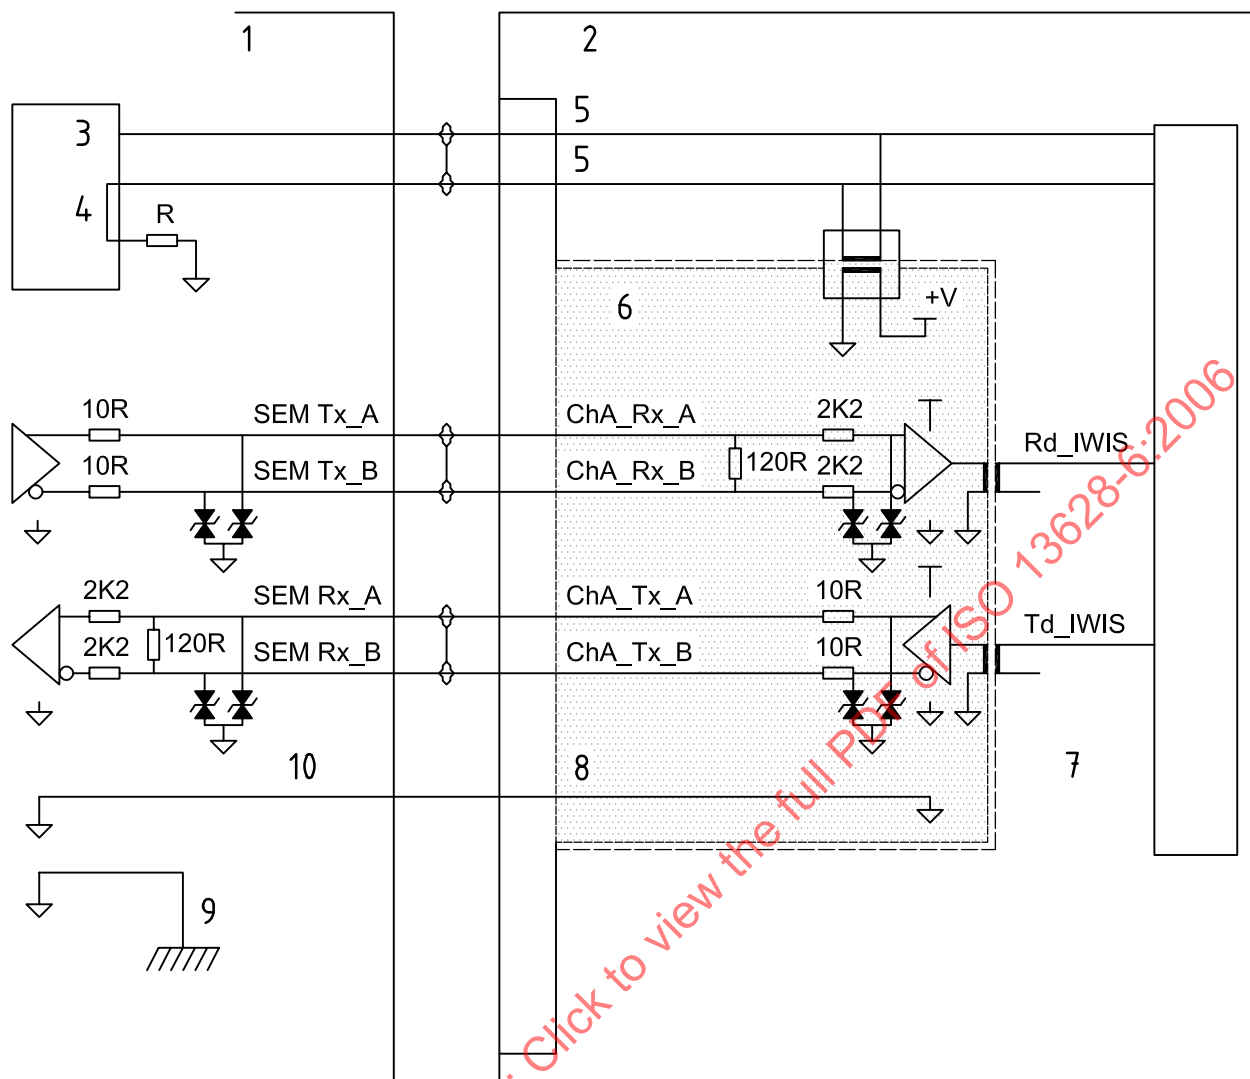 1
2
3
5
5
4
R
6
+V
10R
SEM Tx_A
ChA_Rx_A
2K2
Rd_IWIS
10R
SEM Tx_B
ChA_Rx_B
120R
2K2
2K2
SEM Rx_A
ChA_Tx_A
10R
Td_IWIS
2K2
120R
SEM Rx_B
ChA_Tx_B
10R
10
8
7
9
: Click to view the full PDF of ISO 13628-6:2006